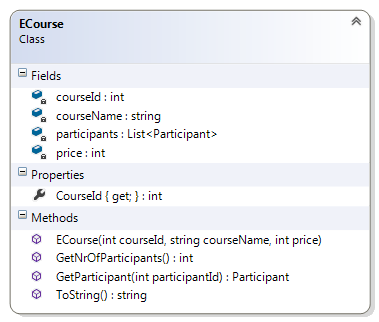 ECourse
Class
Fields
courseId : int
courseName : string
participants : List<Participant>
price : int
Properties
CourseId { get; } : int
Methods
ECourse(int courseId, string courseName, int price)
GetNrOfParticipants() : int
GetParticipant(int participantId) : Participant
ToString() : string